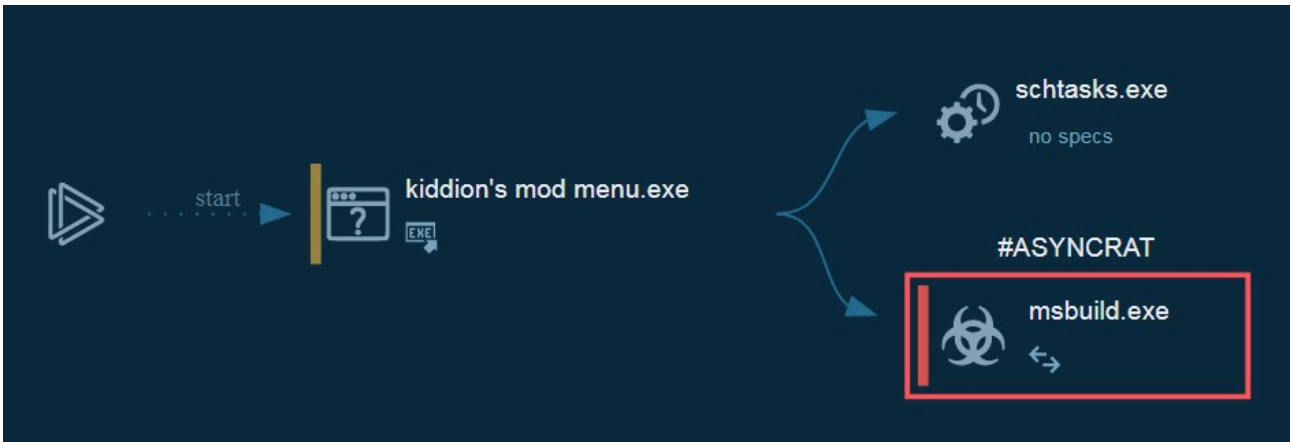 start
kiddion's mod menu.exe
EXE
schtasks.exe
no specs
#ASYNCRAT
msbuild.exe